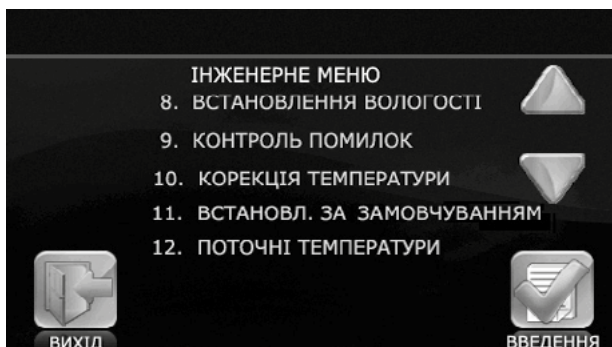 ІНЖЕНЕРНЕ МЕНЮ
8. ВСТАНОВЛЕННЯ ВОЛОГОСТІ
9. КОНТРОЛЬ ПОМИЛОК
10. КОРЕКЦІЯ ТЕМПЕРАТУРИ
11. ВСТАНОВЛ. ЗА ЗАМОВЧУВАННЯМ
12. ПОТОЧНІ ТЕМПЕРАТУРИ
ВИХІД
ВВЕДЕННЯ